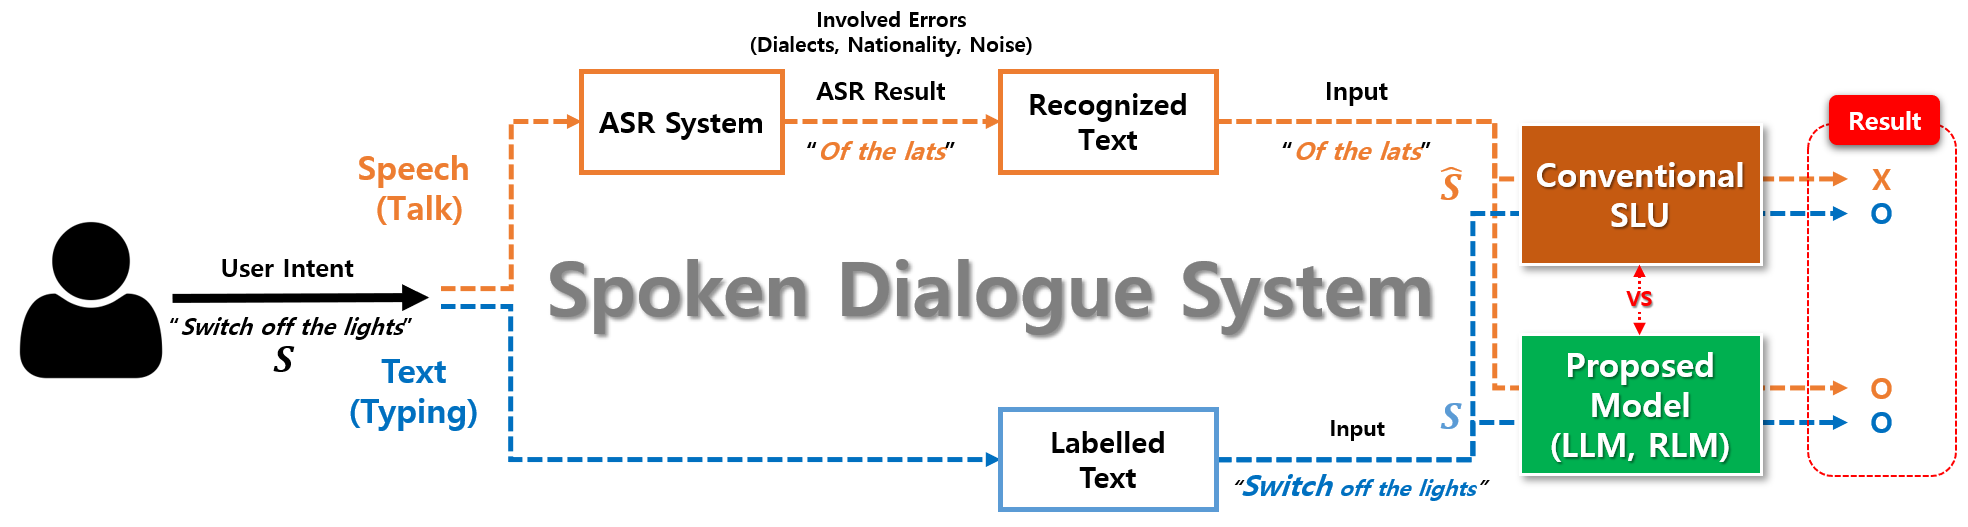 Involved Errors
(Dialects, Nationality, Noise)
ASR System
ASR Result
"Of the lats"
Recognized
Text
Input
"Of the lats"
Ŝ
Conventional
SLU
Result
X
O
Speech
(Talk)
User Intent
"Switch off the lights"
S
Spoken Dialogue System
VS
Text
(Typing)
Labelled
Text
Input
"Switch off the lights"
S
Proposed
Model
(LLM, RLM)
O
O